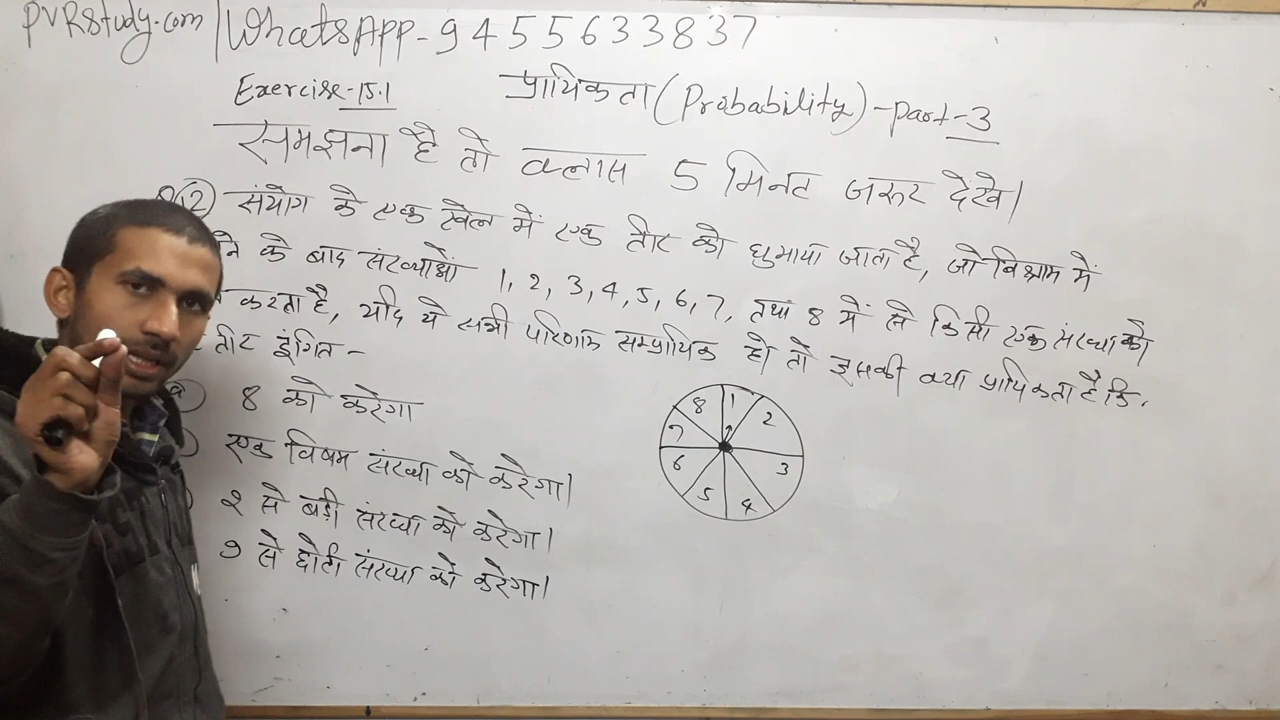 PVRStudy.com | WhatsApp - 9455633837
Exercise-15.1 प्रायिकता (Probability) - Part-3
समझना है तो क्लास 5 मिनट जरूर देखे।
12) संयोग के एक खेल में एक तीर को घुमाया जाता है, जो विश्राम में
ने के बाद संख्याओं 1, 2, 3, 4, 5, 6, 7, तथा 8 में से किसी एक संख्या को
करता है, यदि ये सभी परिणाम समप्रायिक हो तो इसकी क्या प्रायिकता है कि.
तीर इंगित -
8 को करेगा
एक विषम संख्या को करेगा।
2 से बड़ी संख्या को करेगा।
9 से छोटी संख्या को करेगा।
8 1 2
7 3
6 5 4